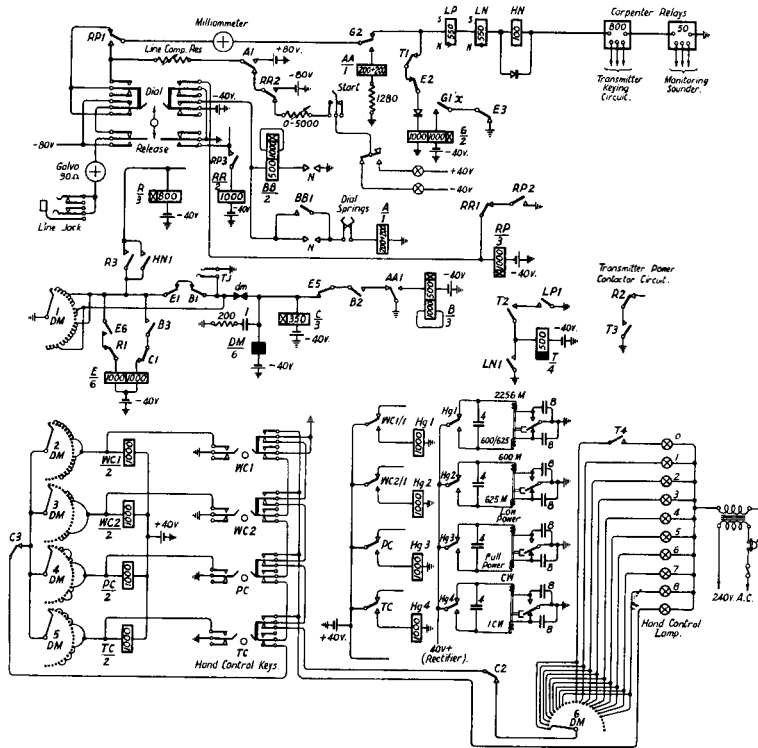 LP
LN
HN
Carpenter Relays
Milliammeter
RP1
G2
S
N
550
S
N
550
100
800
50
Line Comp. Res
A1
+80v.
AA
1
200+200
T1
E2
Transmitter
Keying
Circuit.
Monitoring
Sounder.
RR2
-80v
Start
1280
G1'x
E3
Dial
-40v.
0-5000
1000 1000
G
2
-40v.
-80v
Release
Galvo
90Ω
RP3
BB
2
500 1000
N
+40v
-40v
RP2
RR1
R
3
800
RR
2
1000
-40v
-40v
BB1
Dial
Springs
A
1
200+200
-40v
N
RP
3
1000
-40v.
Line Jack
R3
HN1
T3
E1
B1
dm
E5
B2
AA1
-40v
1000 500
B
3
T2
LP1
Transmitter Power
Contactor Circuit.
R2
T3
1
DM
E6
R1
B3
C1
200
1
DM
6
-40v
350
C
3
-40v.
LN1
500
-40v.
T
4
E
6
1000 1000
-40v
2
DM
WC1
2
1000
WC1
WC1/1
Hg1
1000
Hg1
4
2256 M
600/625
8
8
T4
0
3
DM
WC2
2
1000
+40v
WC2
WC2/1
Hg2
1000
Hg2
4
600 M
625 M
Low
Power
8
8
1
2
3
C3
4
DM
PC
2
1000
PC
PC
Hg3
1000
Hg3
4
Full
Power
8
8
4
5
6
5
DM
TC
2
1000
TC
TC
Hg4
1000
Hg4
4
CW
ICW
8
8
7
8
9
240v. A.C.
Hand Control Keys
+40v.
40v+
(Rectifier).
C2
Hand Control
Lamp.
6
DM